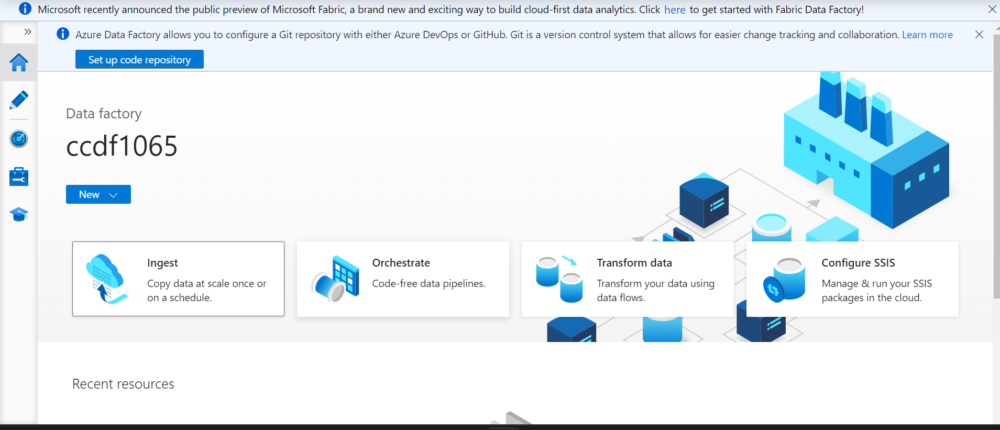 Microsoft recently announced the public preview of Microsoft Fabric, a brand new and exciting way to build cloud-first data analytics. Click here to get started with Fabric Data Factory!
Azure Data Factory allows you to configure a Git repository with either Azure DevOps or GitHub. Git is a version control system that allows for easier change tracking and collaboration. Learn more
Set up code repository
Data factory
ccdf1065
New
Ingest
Copy data at scale once or
on a schedule.
Orchestrate
Code-free data pipelines.
Transform data
Transform your data using
data flows.
Configure SSIS
Manage & run your SSIS
packages in the cloud.
Recent resources